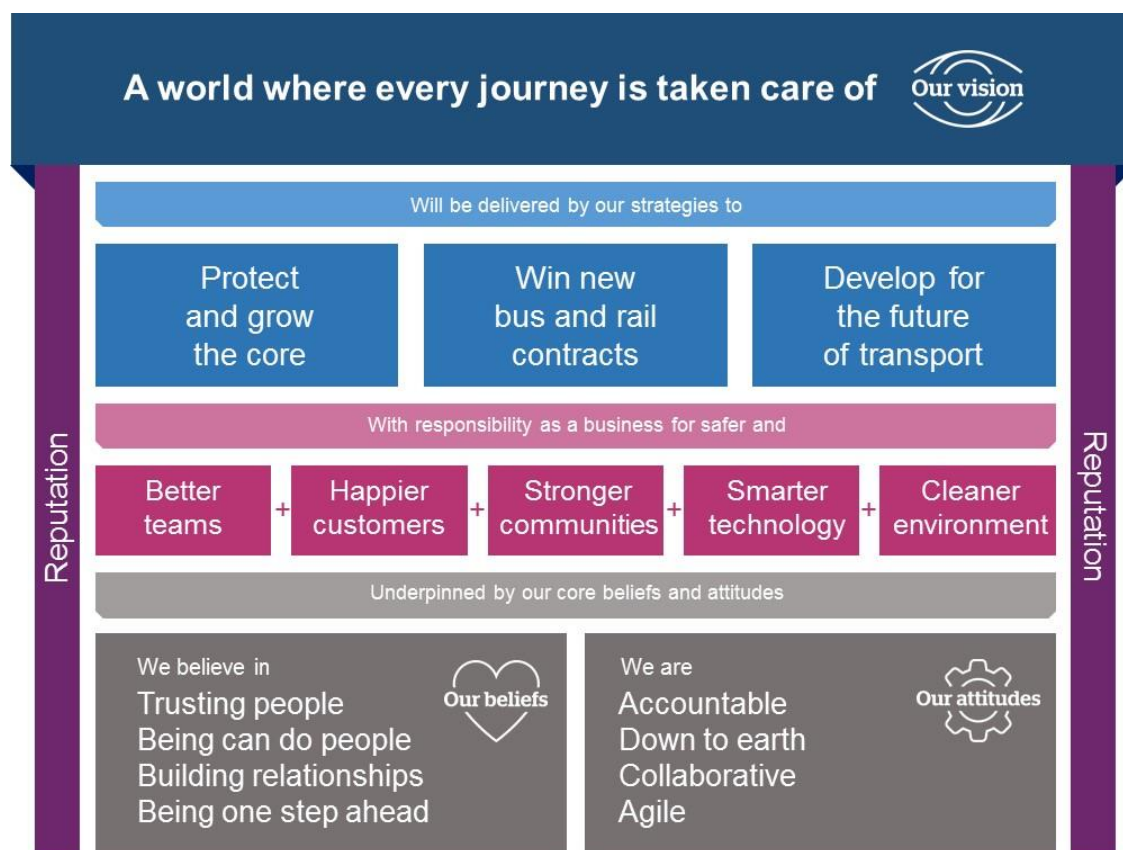 A world where every journey is taken care of
Our vision
Will be delivered by our strategies to
Protect
and grow
the core
Win new
bus and rail
contracts
Develop for
the future
of transport
With responsibility as a business for safer and
Better
teams
+
Happier
customers
+
Stronger
communities
+
Smarter
technology
+
Cleaner
environment
Underpinned by our core beliefs and attitudes
We believe in
Trusting people
Being can do people
Building relationships
Being one step ahead
Our beliefs
We are
Accountable
Down to earth
Collaborative
Agile
Our attitudes
Reputation
Reputation